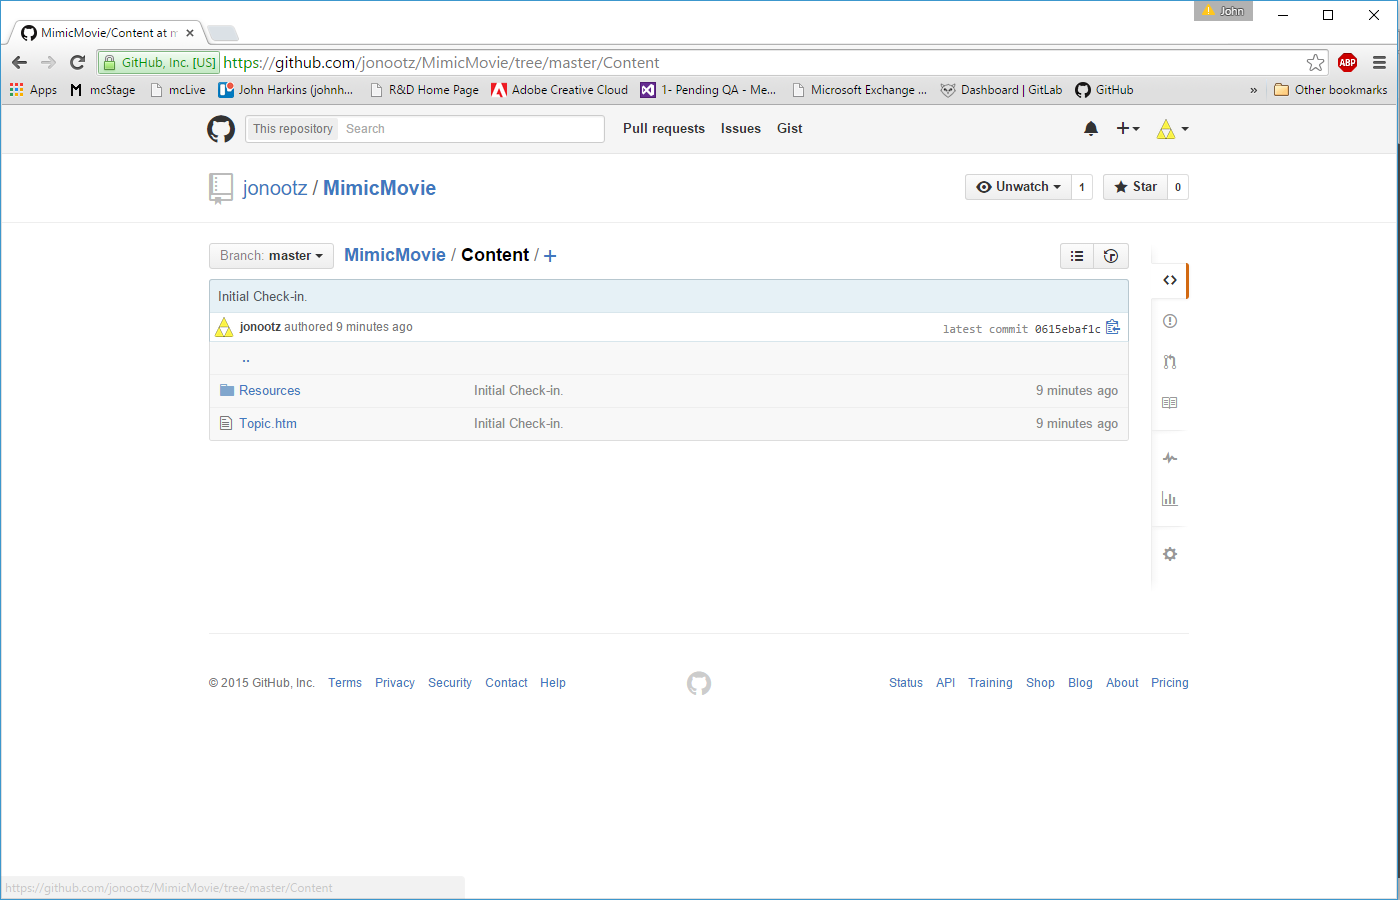 John
MimicMovie/Content at m
GitHub, Inc. [US] https://github.com/jonootz/MimicMovie/tree/master/Content
ABP
Apps M mcStage mcLive John Harkins (johnh... R&D Home Page Adobe Creative Cloud 1- Pending QA - Me... Microsoft Exchange ... Dashboard | GitLab GitHub » Other bookmarks
This repository Search Pull requests Issues Gist
jonootz / MimicMovie Unwatch 1 Star 0
Branch: master MimicMovie / Content / +
Initial Check-in.
jonootz authored 9 minutes ago latest commit 0615ebaf1c
..
Resources Initial Check-in. 9 minutes ago
Topic.htm Initial Check-in. 9 minutes ago
© 2015 GitHub, Inc. Terms Privacy Security Contact Help Status API Training Shop Blog About Pricing
https://github.com/jonootz/MimicMovie/tree/master/Content